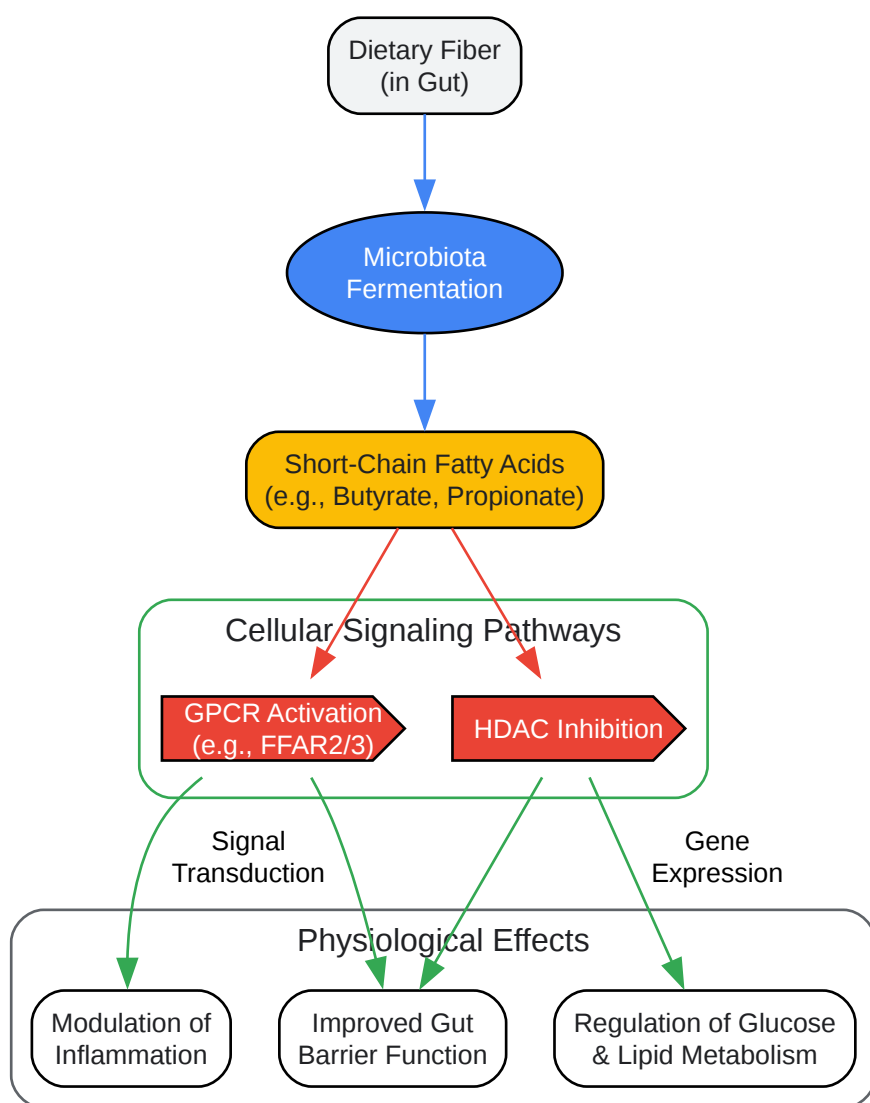 Dietary Fiber
(in Gut)
Microbiota
Fermentation
Short-Chain Fatty Acids
(e.g., Butyrate, Propionate)
Cellular Signaling Pathways
GPCR Activation
(e.g., FFAR2/3)
HDAC Inhibition
Signal
Transduction
Gene
Expression
Physiological Effects
Modulation of
Inflammation
Improved Gut
Barrier Function
Regulation of Glucose
& Lipid Metabolism